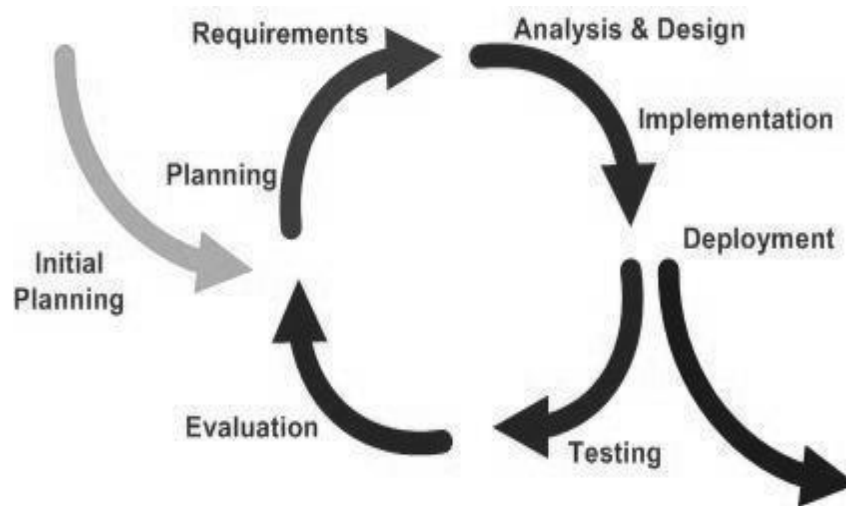 Requirements
Analysis & Design
Implementation
Planning
Deployment
Initial
Planning
Evaluation
Testing